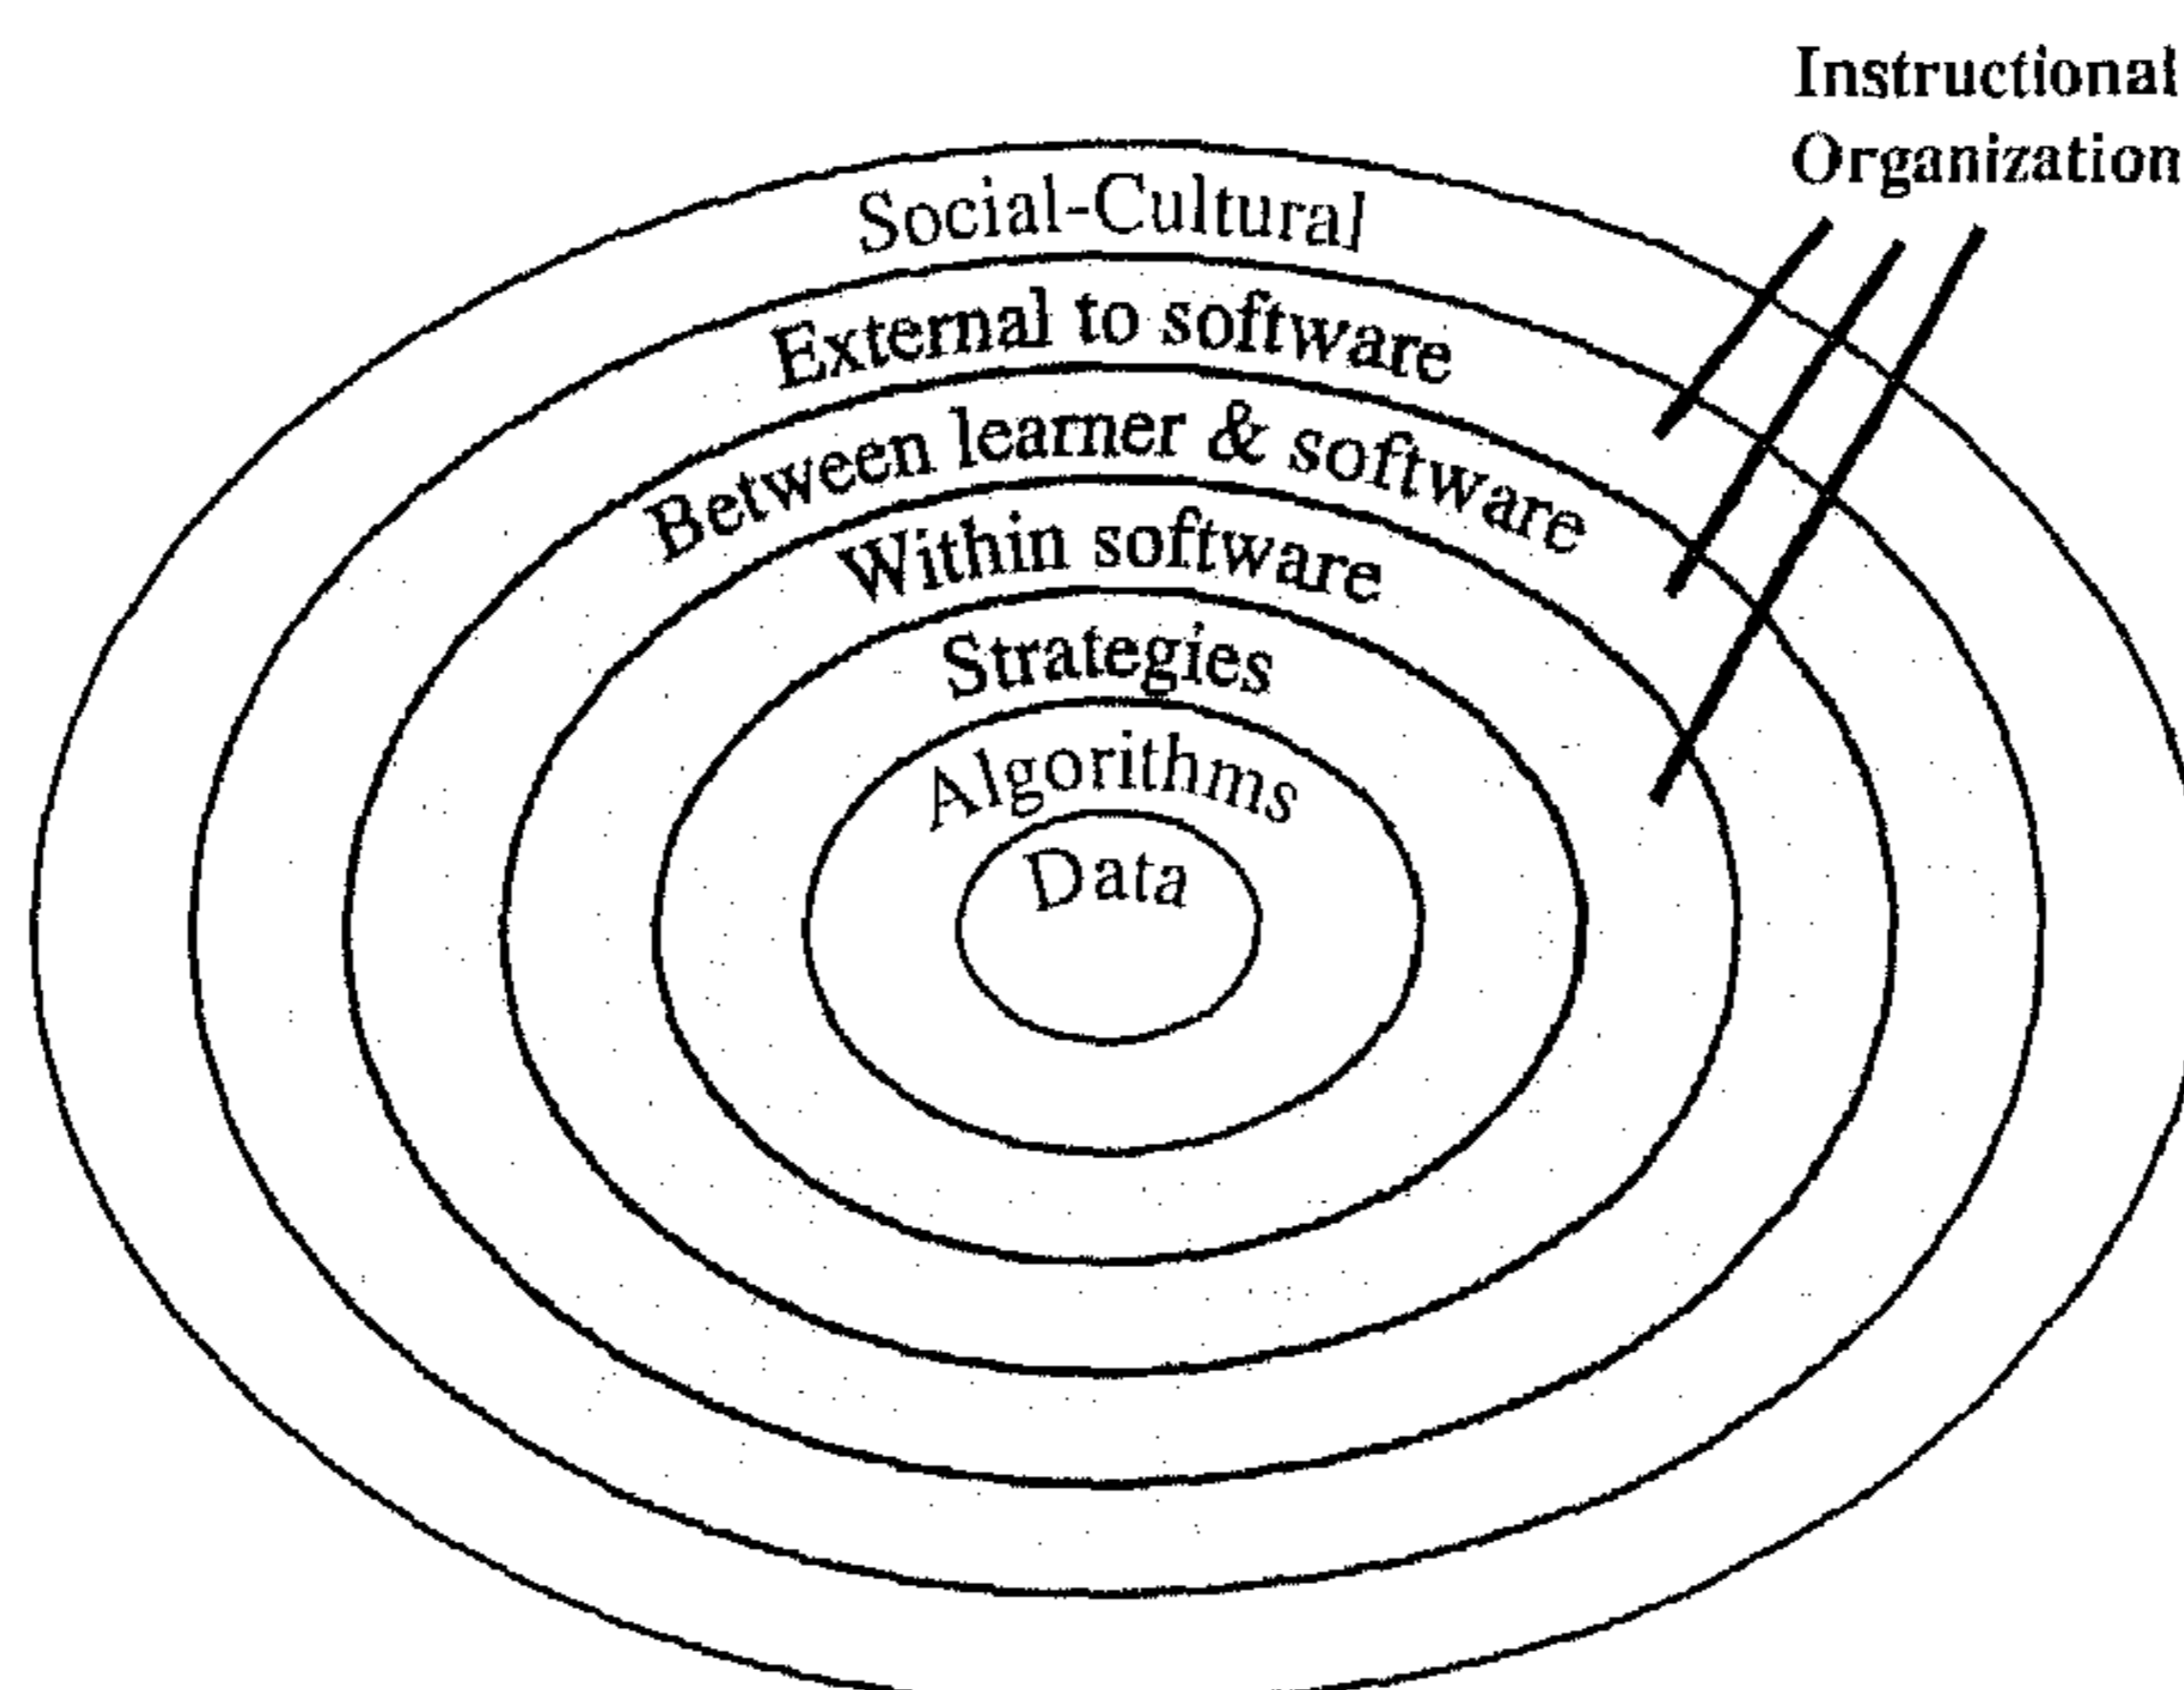 Instructional
Organization
Social-Cultural
External to software
Between learner & software
Within software
Strategies
Algorithms
Data